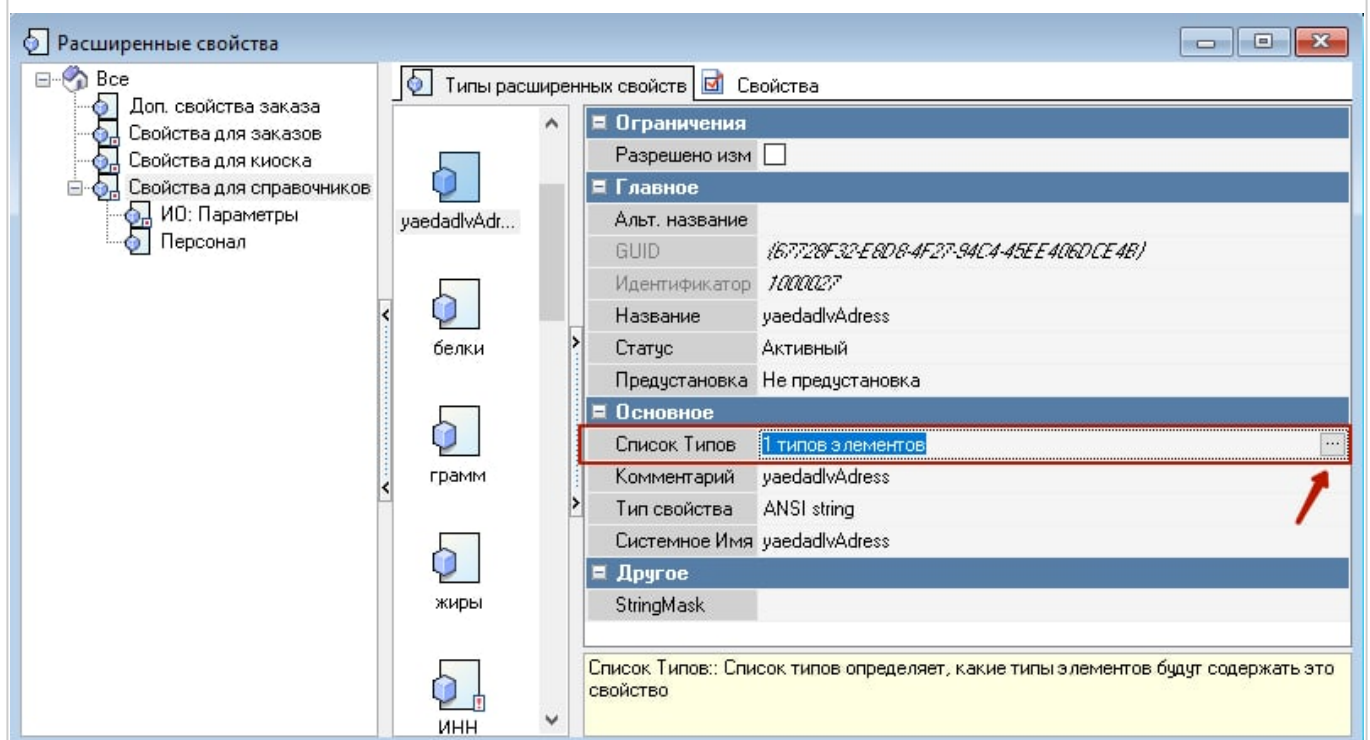 Расширенные свойства
Все
Доп. свойства заказа
Свойства для заказов
Свойства для киоска
Свойства для справочников
ИО: Параметры
Персонал
Типы расширенных свойств
Свойства
yaedadlvAdr...
белки
грамм
жиры
ИНН
Ограничения
Разрешено изм
Главное
Альт. название
GUID {67728F32-E8D8-4F27-94C4-45EE406DCE4B}
Идентификатор 1000027
Название yaedadlvAdress
Статус Активный
Предустановка Не предустановка
Основное
Список Типов 1 типов элементов ...
Комментарий yaedadlvAdress
Тип свойства ANSI string
Системное Имя yaedadlvAdress
Другое
StringMask
Список Типов:: Список типов определяет, какие типы элементов будут содержать это
свойство